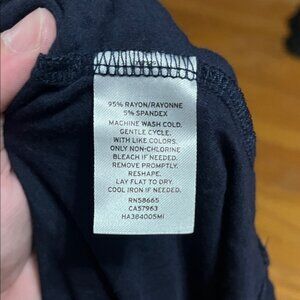 95% RAYON/RAYONNE
5% SPANDEX
MACHINE WASH COLD.
GENTLE CYCLE.
WITH LIKE COLORS.
ONLY NON-CHLORINE
BLEACH IF NEEDED.
REMOVE PROMPTLY.
RESHAPE.
LAY FLAT TO DRY
COOL IRON IF NEEDED.
RN58665
CA57963
HA384005MI